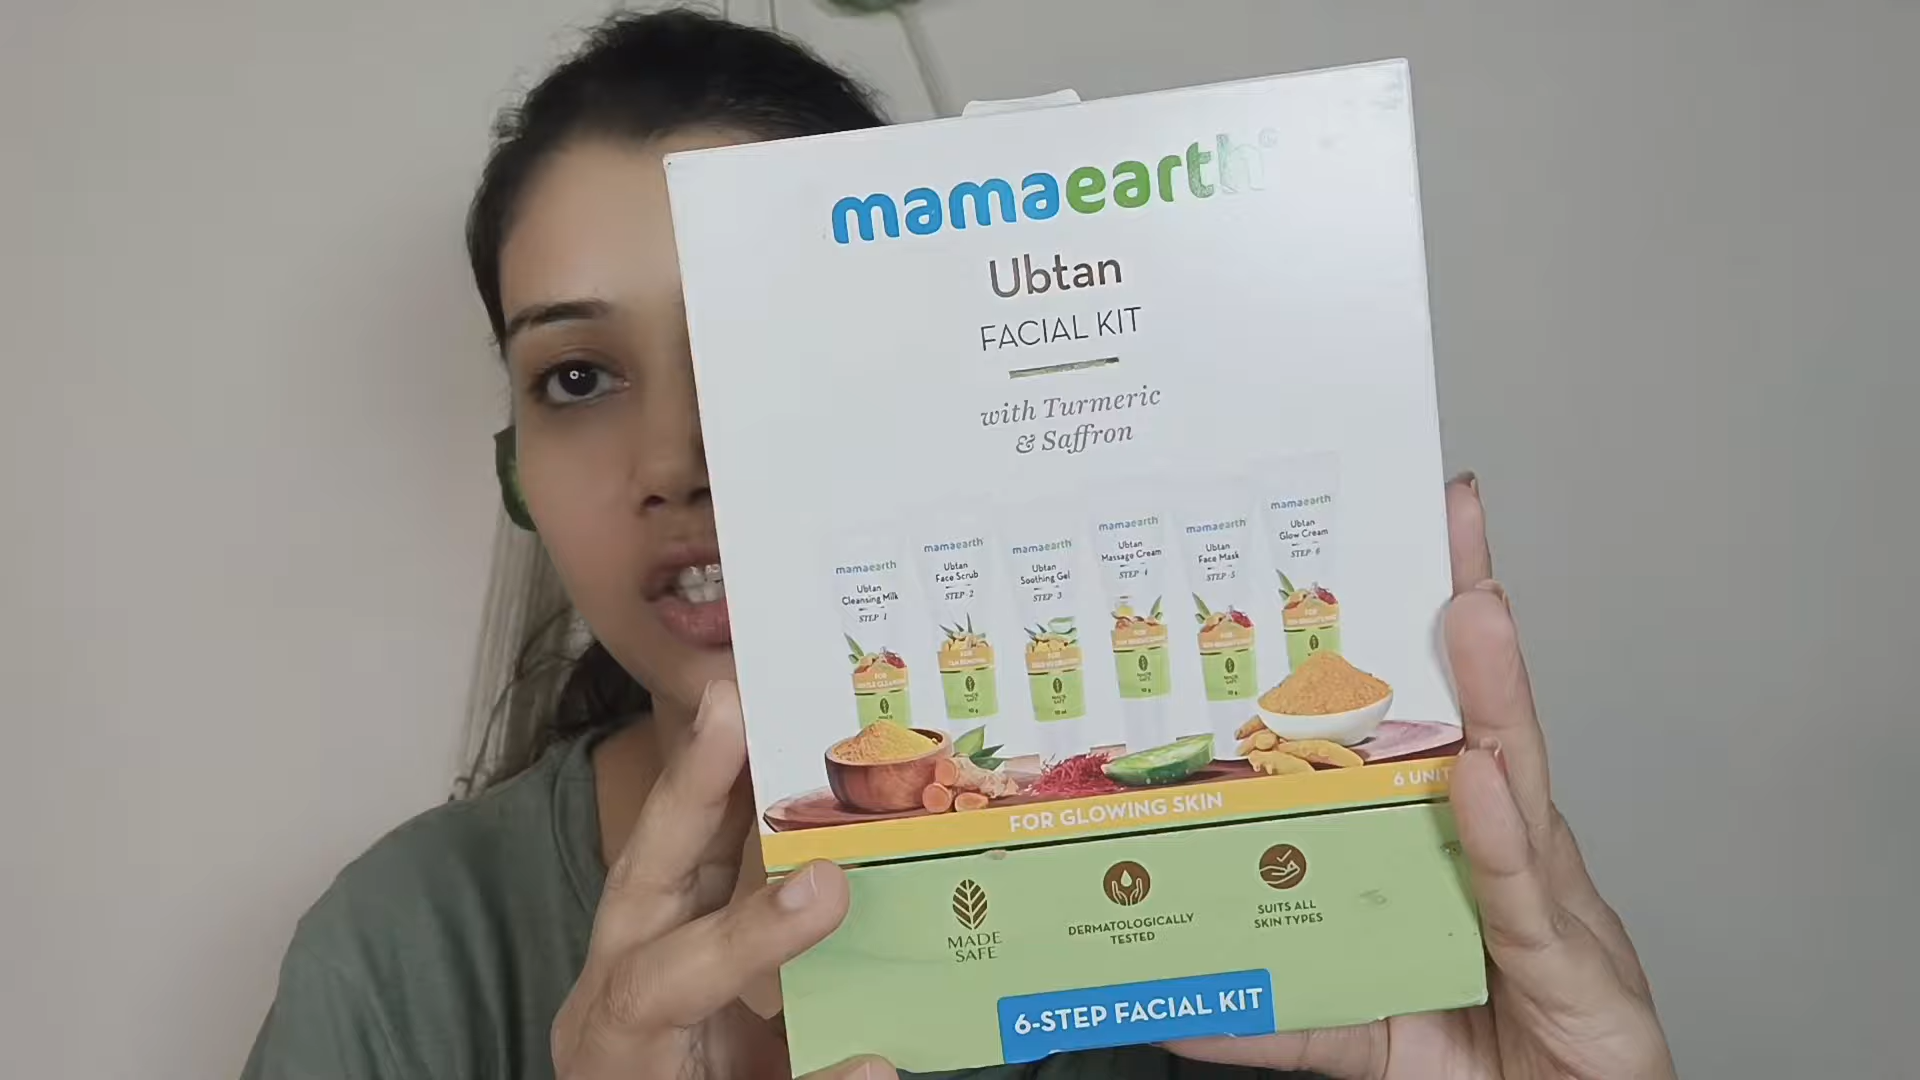 mamaearth
Ubtan
FACIAL KIT
with Turmeric
& Saffron
mamaearth
Ubtan
Cleansing Milk
STEP 1
mamaearth
Ubtan
Face Scrub
STEP 2
mamaearth
Ubtan
Soothing Gel
STEP 3
mamaearth
Ubtan
Massage Cream
STEP 4
mamaearth
Ubtan
Face Mask
STEP 5
mamaearth
Ubtan
Glow Cream
STEP 6
FOR GLOWING SKIN
6 UNIT
MADE
SAFE
DERMATOLOGICALLY
TESTED
SUITS ALL
SKIN TYPES
6-STEP FACIAL KIT